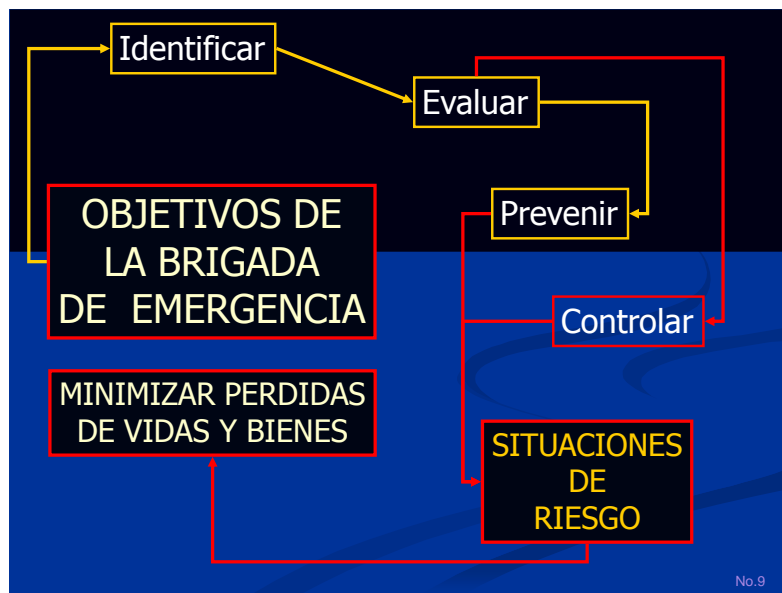 Identificar
Evaluar
OBJETIVOS DE
LA BRIGADA
DE EMERGENCIA
Prevenir
Controlar
MINIMIZAR PERDIDAS
DE VIDAS Y BIENES
SITUACIONES
DE
RIESGO
No.9